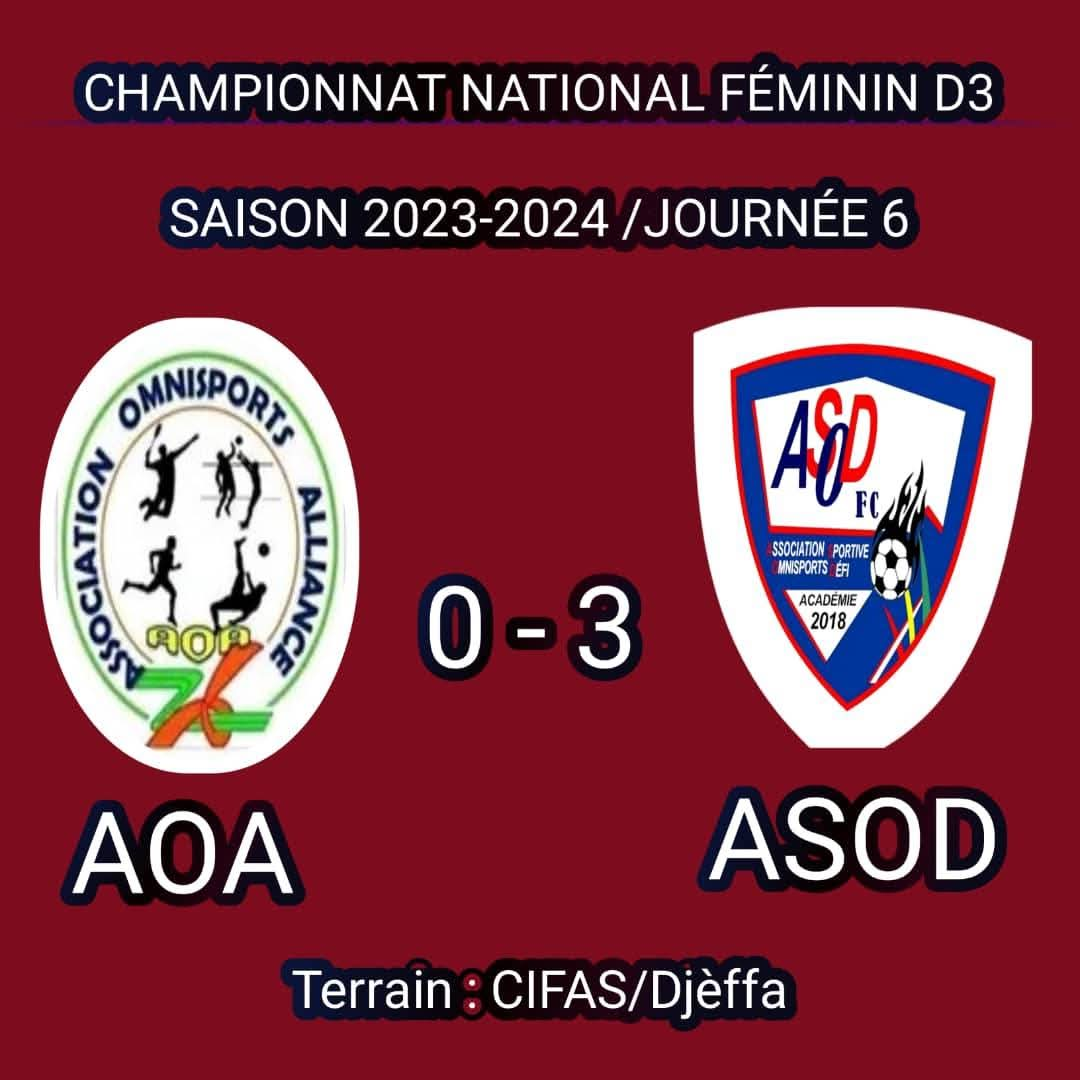 CHAMPIONNAT NATIONAL FÉMININ D3
SAISON 2023-2024 /JOURNÉE 6
ASSOCIATION OMNISPORTS ALLIANCE
AOA
ASOD
FC
ASSOCIATION SPORTIVE
OMNISPORTS DÉFI
ACADÉMIE
2018
0 - 3
AOA
ASOD
Terrain : CIFAS/Djèffa